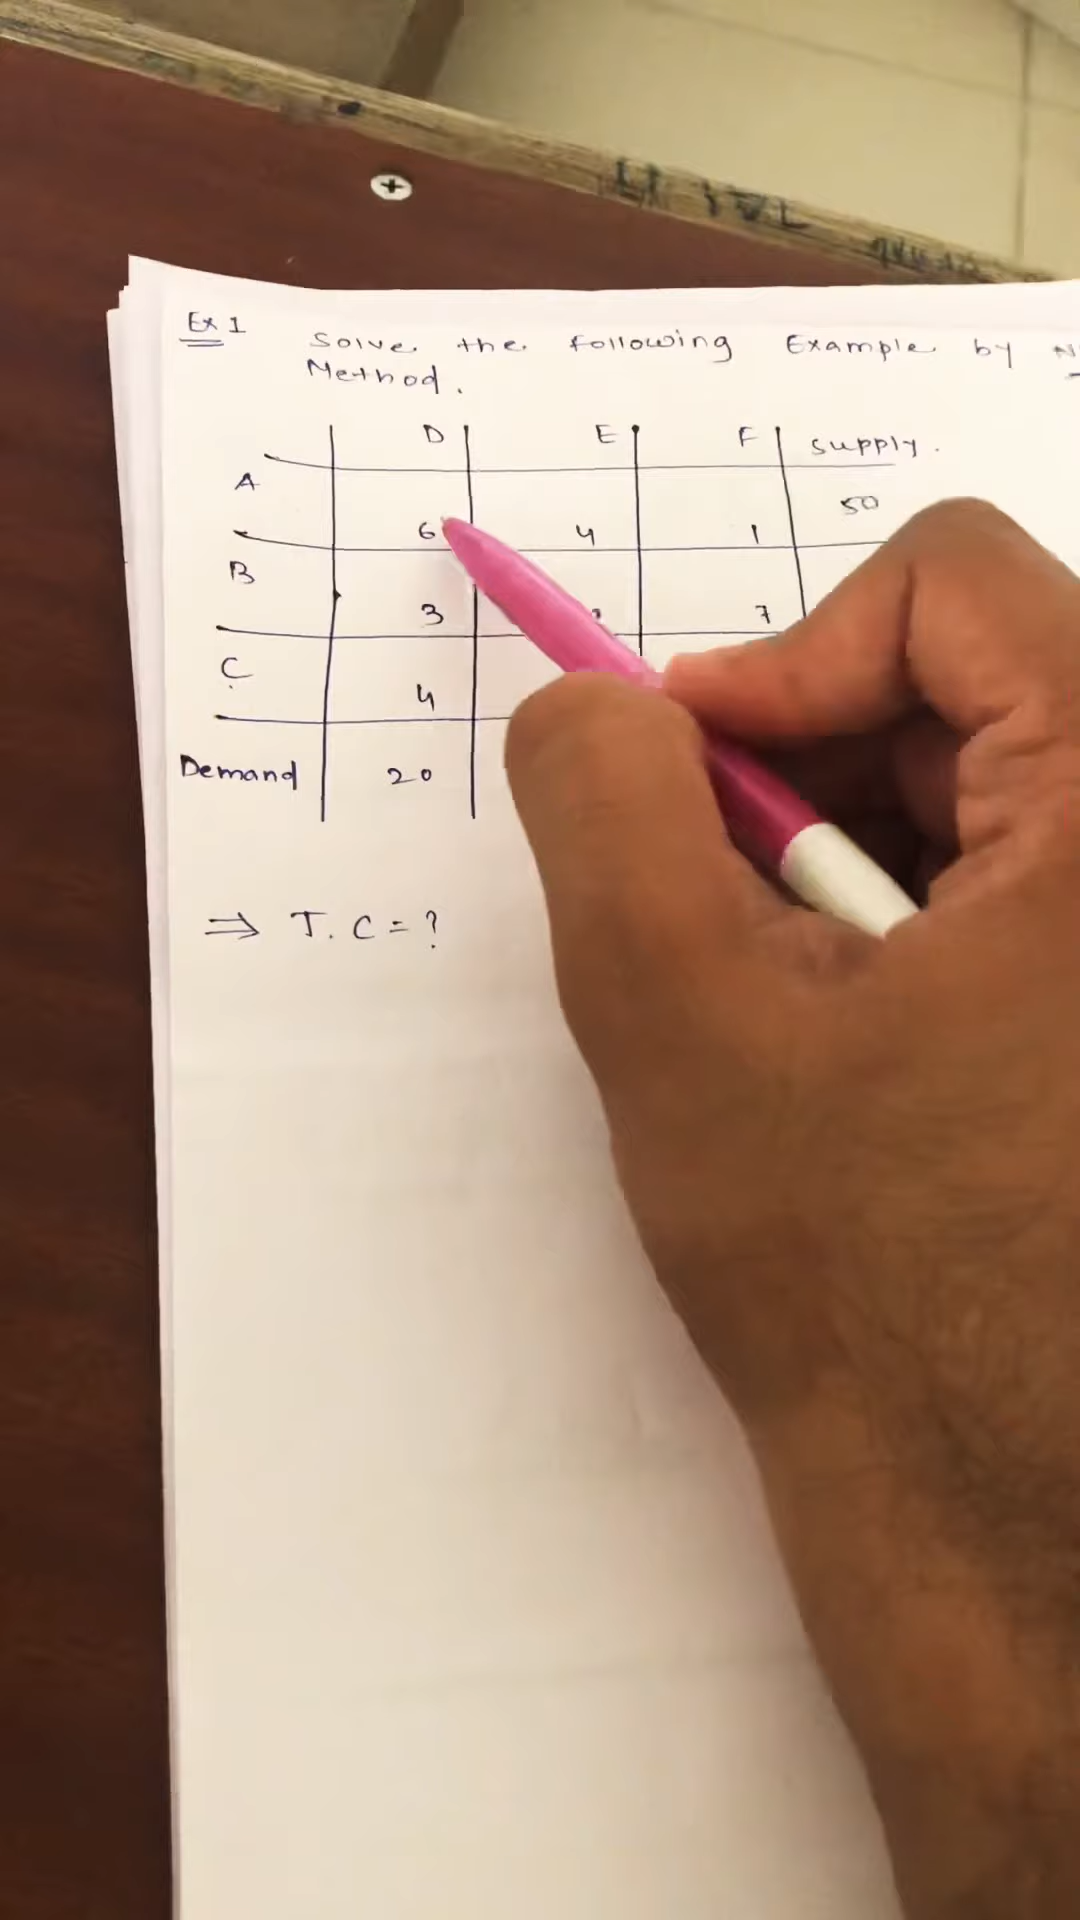 Ex 1
Solve the following Example by
Method.
D E F supply.
A
50
6 4 1
B
3 7
C
4
Demand 20
⇒ T. C = ?